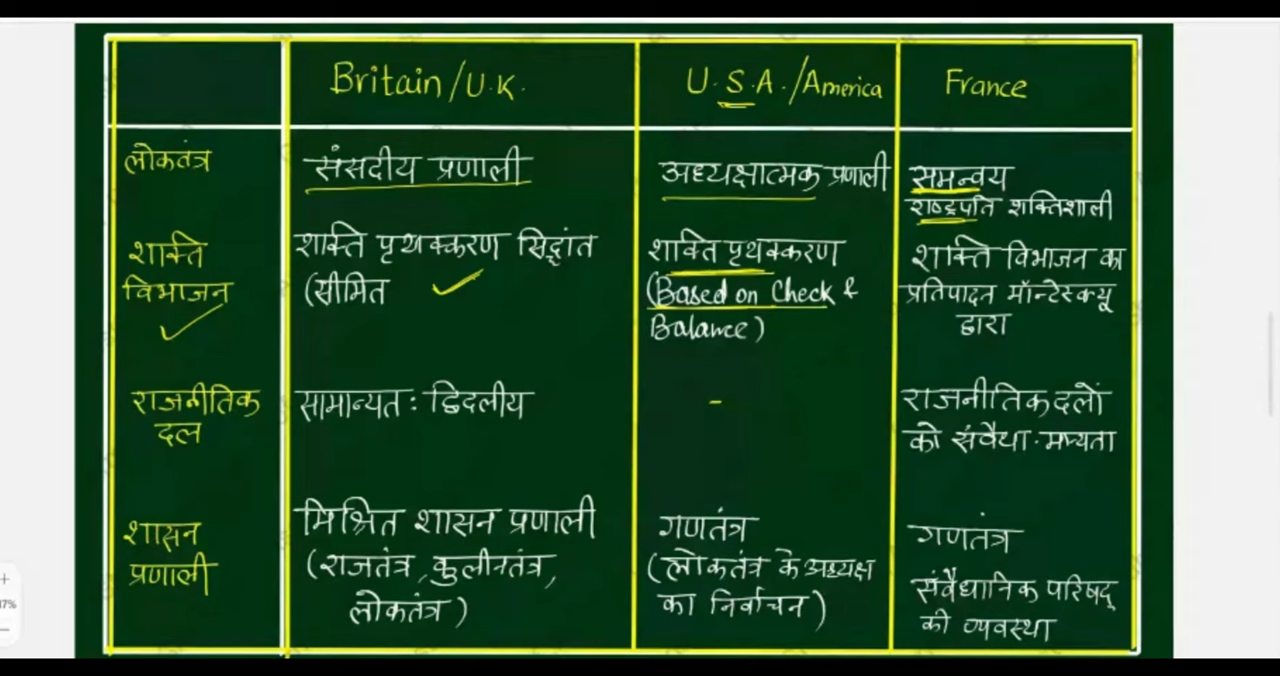 Britain/U.K.
U.S.A./America
France
लोकतंत्र
संसदीय प्रणाली
अध्यक्षात्मक प्रणाली
समन्वय
राष्ट्रपति शक्तिशाली
शक्ति
विभाजन
शक्ति पृथक्करण सिद्धांत
(सीमित
शक्ति पृथक्करण
(Based on Check &
Balance)
शक्ति विभाजन का
प्रतिपादन मॉन्टेस्क्यू
द्वारा
राजनीतिक
दल
सामान्यतः द्विदलीय
-
राजनीतिक दलों
को संवैधा. मान्यता
शासन
प्रणाली
मिश्रित शासन प्रणाली
(राजतंत्र, कुलीनतंत्र,
लोकतंत्र)
गणतंत्र
(लोकतंत्र के अध्यक्ष
का निर्वाचन)
गणतंत्र
संवैधानिक परिषद्
की व्यवस्था
+
17%
-